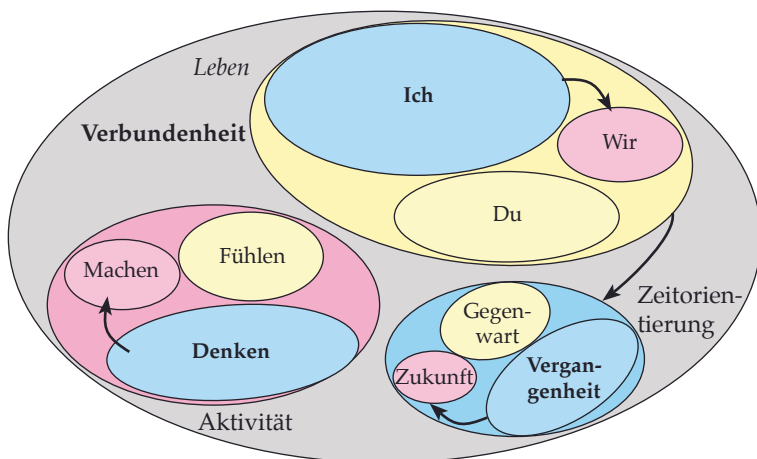 Leben
Ich
Verbundenheit
Wir
Du
Fühlen
Machen
Denken
Aktivität
Zeitorien-
tierung
Gegen-
wart
Zukunft
Vergan-
genheit